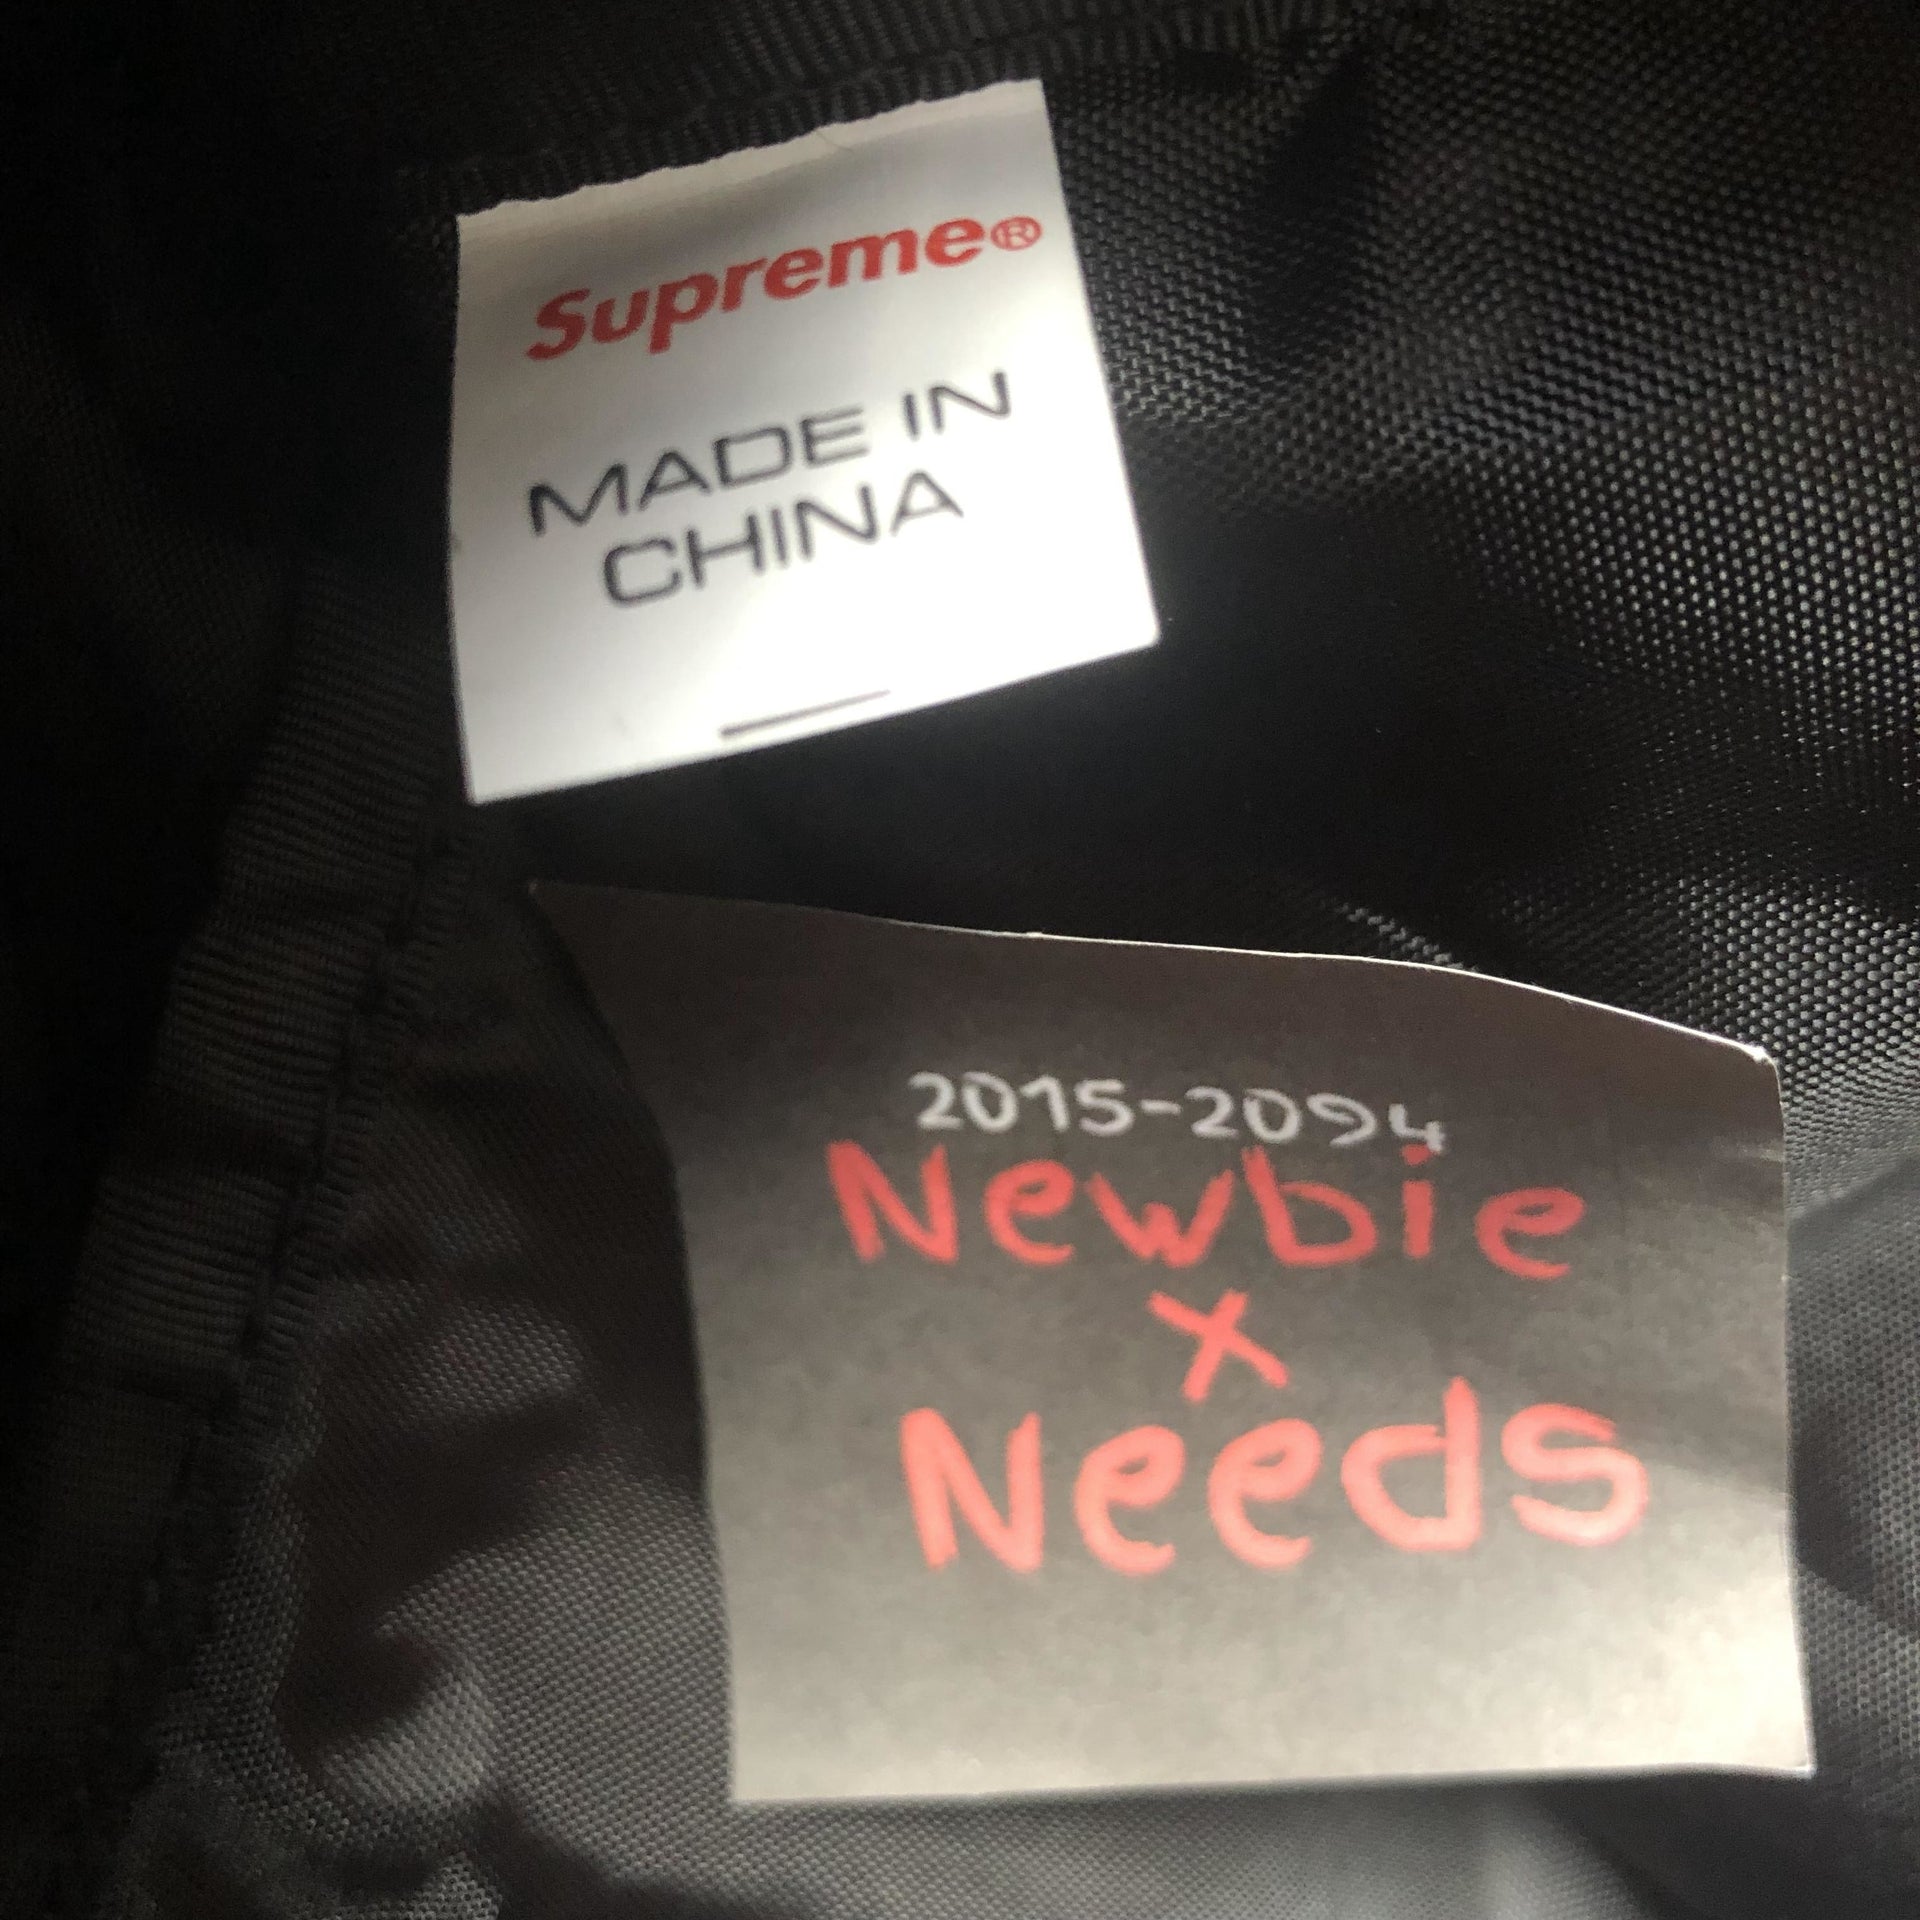 Supreme®
MADE IN
CHINA
2015-2094
Newbie
x
Needs